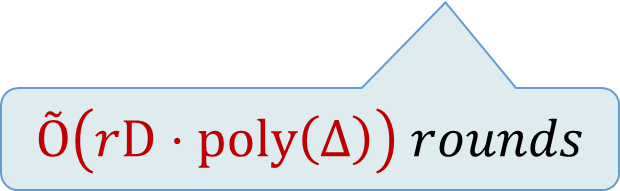 Õ(rD · poly(Δ)) rounds